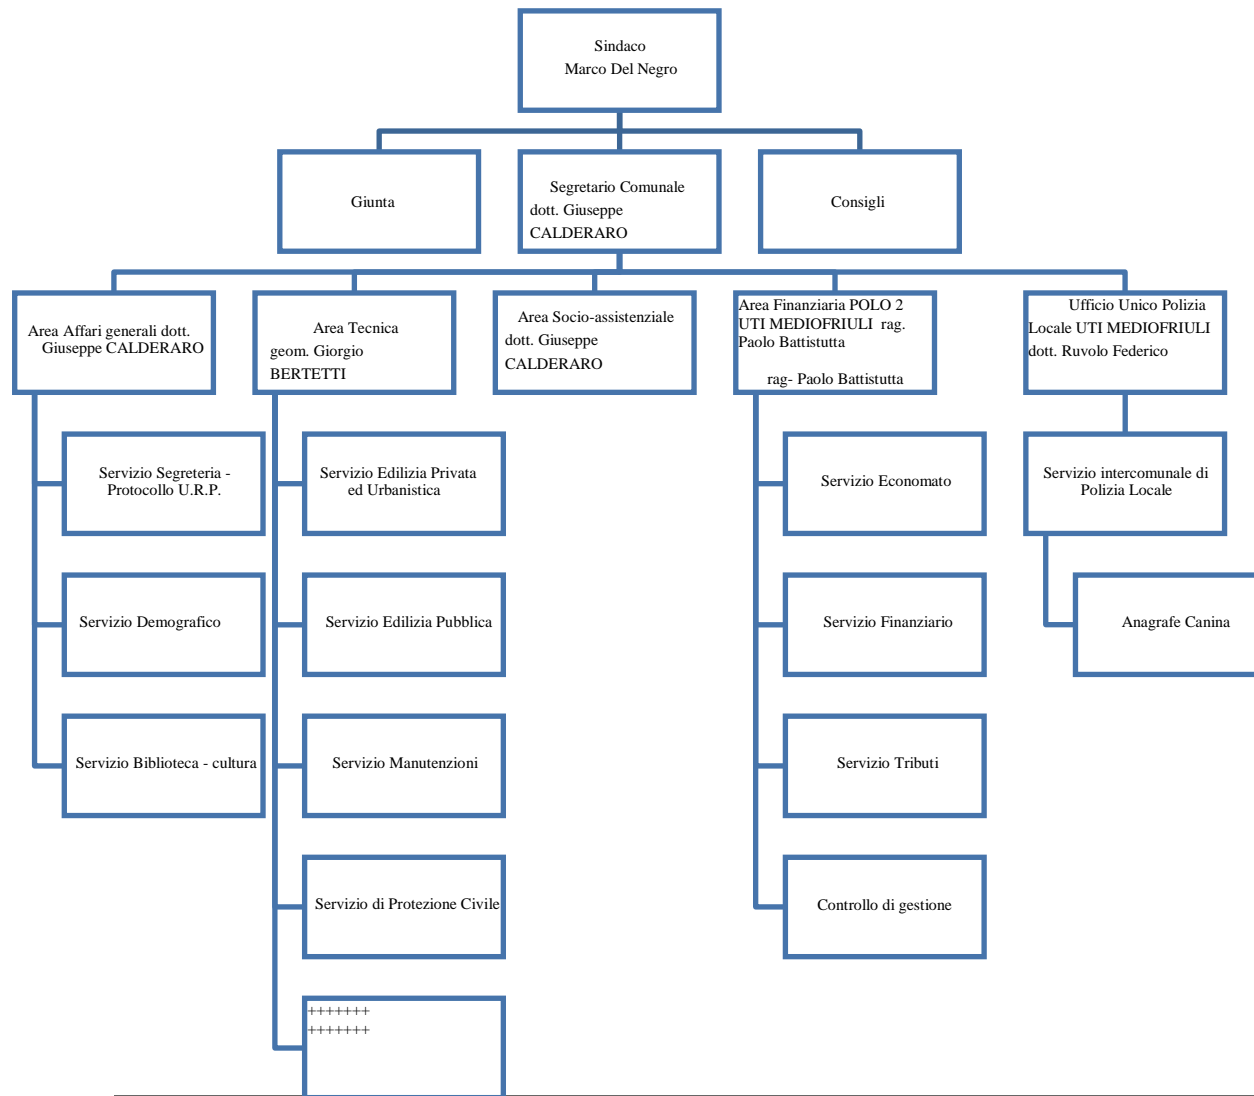 Sindaco
Marco Del Negro
Giunta
Segretario Comunale
dott. Giuseppe
CALDERARO
Consigli
Area Affari generali dott.
Giuseppe CALDERARO
Area Tecnica
geom. Giorgio
BERTETTI
Area Socio-assistenziale
dott. Giuseppe
CALDERARO
Area Finanziaria POLO 2
UTI MEDIOFRIULI rag.
Paolo Battistutta
rag- Paolo Battistutta
Ufficio Unico Polizia
Locale UTI MEDIOFRIULI
dott. Ruvolo Federico
Servizio Segreteria -
Protocollo U.R.P.
Servizio Demografico
Servizio Biblioteca - cultura
Servizio Edilizia Privata
ed Urbanistica
Servizio Edilizia Pubblica
Servizio Manutenzioni
Servizio di Protezione Civile
+++++++
+++++++
Servizio Economato
Servizio Finanziario
Servizio Tributi
Controllo di gestione
Servizio intercomunale di
Polizia Locale
Anagrafe Canina